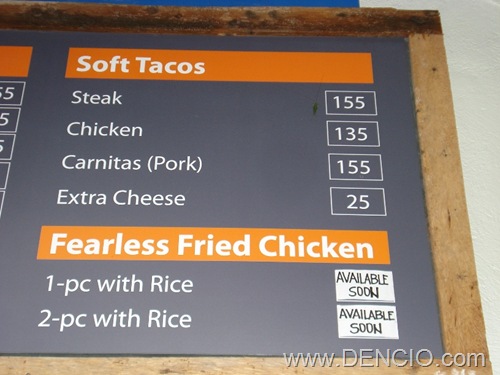 Soft Tacos
Steak 155
Chicken 135
Carnitas (Pork) 155
Extra Cheese 25
Fearless Fried Chicken
1-pc with Rice AVAILABLE SOON
2-pc with Rice AVAILABLE SOON
www.DENCIO.com